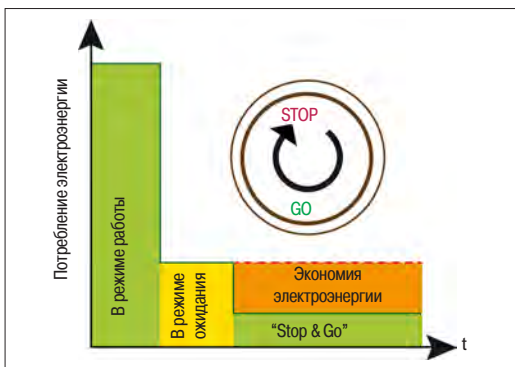 Потребление электроэнергии
В режиме работы
В режиме
ожидания
STOP
GO
Экономия
электроэнергии
“Stop & Go”
t